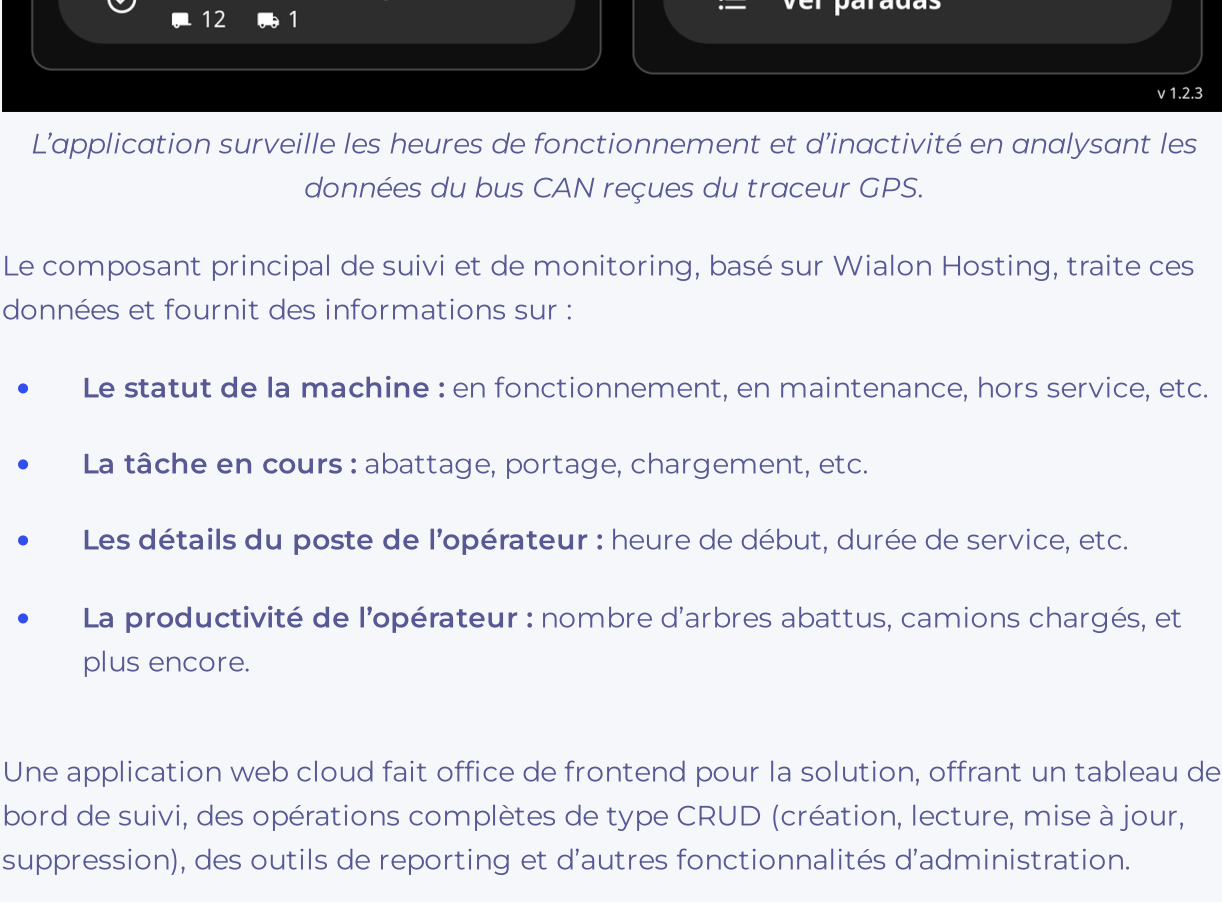 Ver paradas
12 1
v 1.2.3
L’application surveille les heures de fonctionnement et d’inactivité en analysant les
données du bus CAN reçues du traceur GPS.
Le composant principal de suivi et de monitoring, basé sur Wialon Hosting, traite ces
données et fournit des informations sur :
• Le statut de la machine : en fonctionnement, en maintenance, hors service, etc.
• La tâche en cours : abattage, portage, chargement, etc.
• Les détails du poste de l’opérateur : heure de début, durée de service, etc.
• La productivité de l’opérateur : nombre d’arbres abattus, camions chargés, et
plus encore.
Une application web cloud fait office de frontend pour la solution, offrant un tableau de
bord de suivi, des opérations complètes de type CRUD (création, lecture, mise à jour,
suppression), des outils de reporting et d’autres fonctionnalités d’administration.